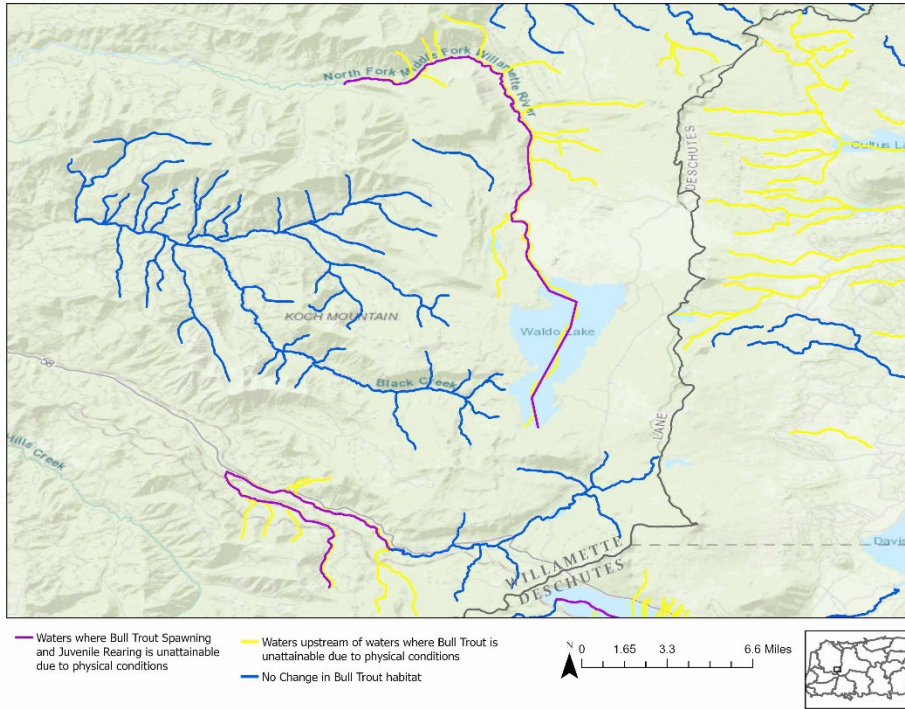 North Fork Middle Fork Willamette River
DESCHUTES
Cultus La
KOCH MOUNTAIN
Waldo Lake
58
Black Creek
LANE
Hills Creek
WILLAMETTE
DESCHUTES
Davis
Waters where Bull Trout Spawning
and Juvenile Rearing is unattainable
due to physical conditions
Waters upstream of waters where Bull Trout is
unattainable due to physical conditions
No Change in Bull Trout habitat
N
0 1.65 3.3 6.6 Miles